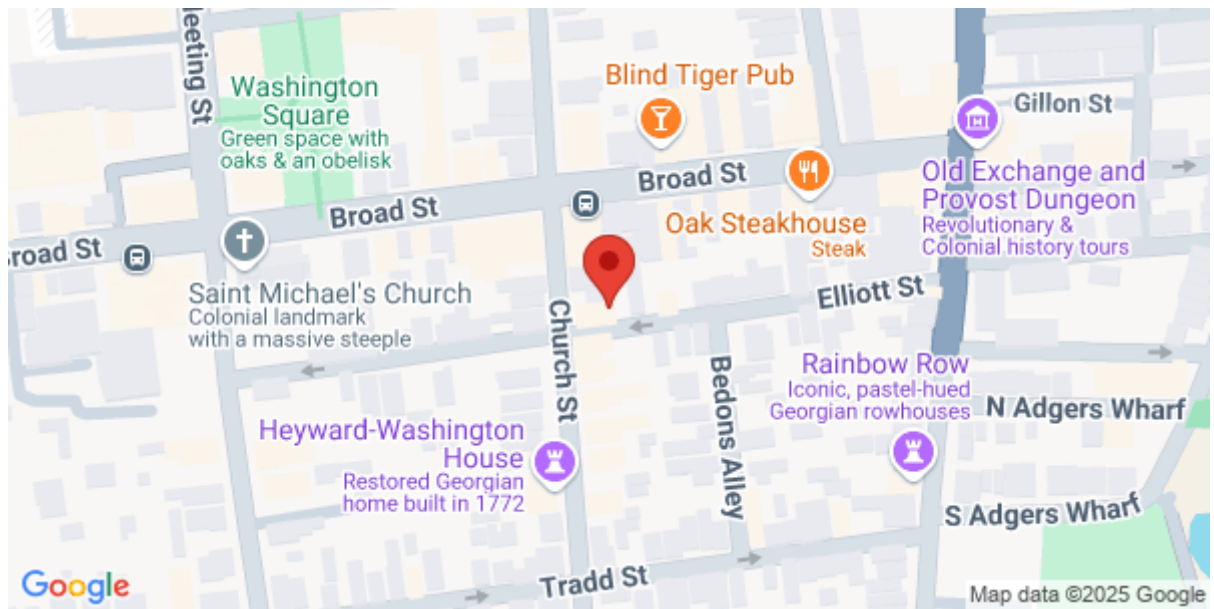 Meeting St
Washington
Square
Green space with
oaks & an obelisk
Blind Tiger Pub
Gillon St
Broad St
Old Exchange and
Provost Dungeon
Revolutionary &
Colonial history tours
Broad St
Oak Steakhouse
Steak
Broad St
Saint Michael's Church
Colonial landmark
with a massive steeple
Elliott St
Church St
Rainbow Row
Iconic, pastel-hued
Georgian rowhouses
Bedons Alley
N Adgers Wharf
Heyward-Washington
House
Restored Georgian
home built in 1772
S Adgers Wharf
Tradd St
Google
Map data ©2025 Google